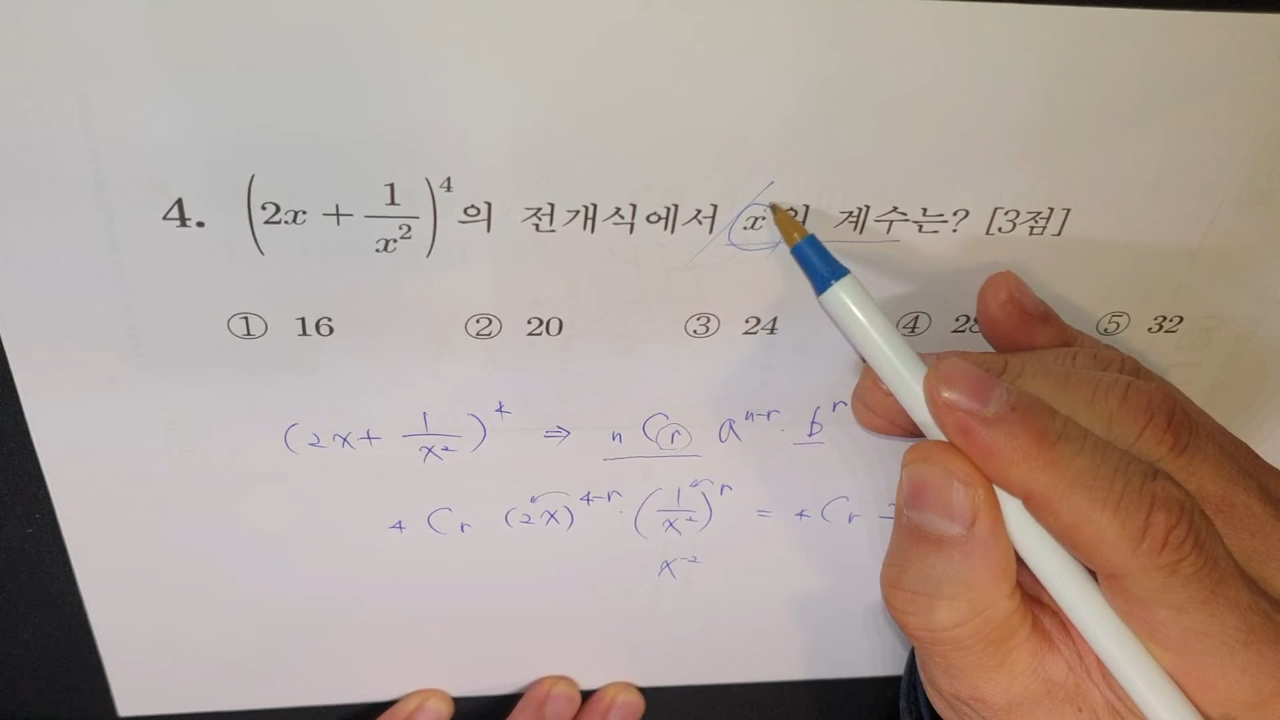 4. (2x + 1/x²)⁴의 전개식에서 x의 계수는? [3점]
① 16 ② 20 ③ 24 ④ 28 ⑤ 32
(2x + 1/x²)⁴ ⇒ nCr aⁿ⁻ʳ · bʳ
₄Cr (2x)⁴⁻ʳ · (1/x²)ʳ = ₄Cr
x⁻²